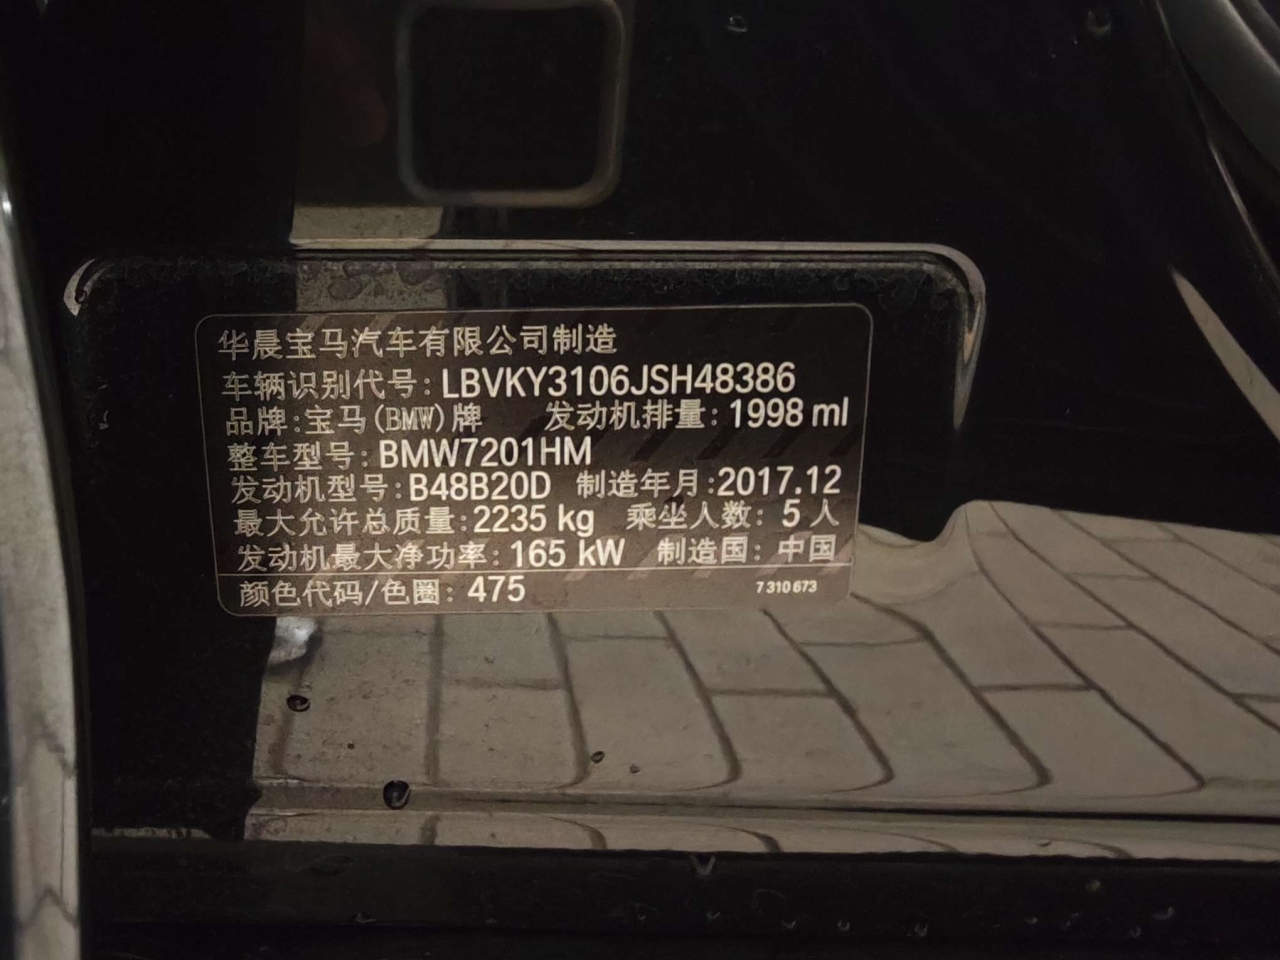 华晨宝马汽车有限公司制造
车辆识别代号: LBVKY3106JSH48386
品牌:宝马(BMW)牌 发动机排量: 1998 ml
整车型号: BMW7201HM
发动机型号: B48B20D 制造年月:2017.12
最大允许总质量: 2235 kg 乘坐人数: 5 人
发动机最大净功率: 165 kW 制造国: 中国
颜色代码/色圈: 475 7 310 673